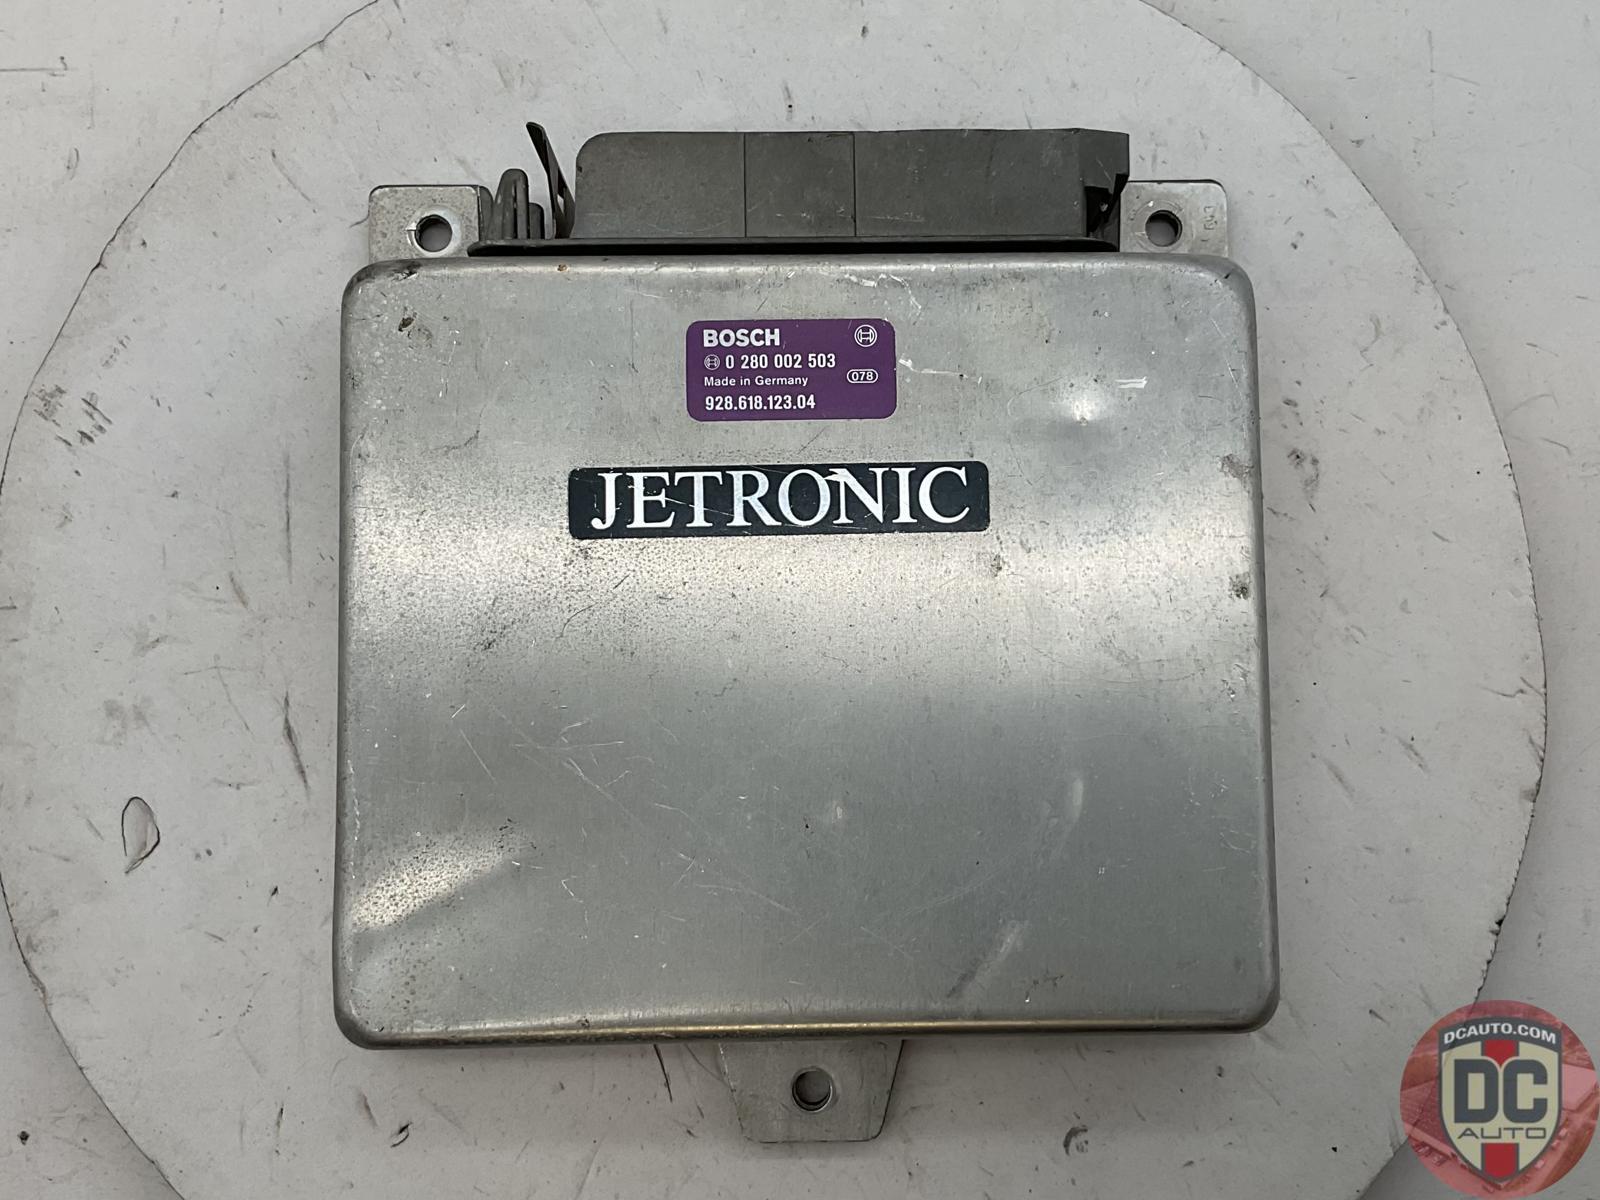 BOSCH
0 280 002 503
Made in Germany 078
928.618.123.04
JETRONIC
DCAUTO.COM
DC
AUTO